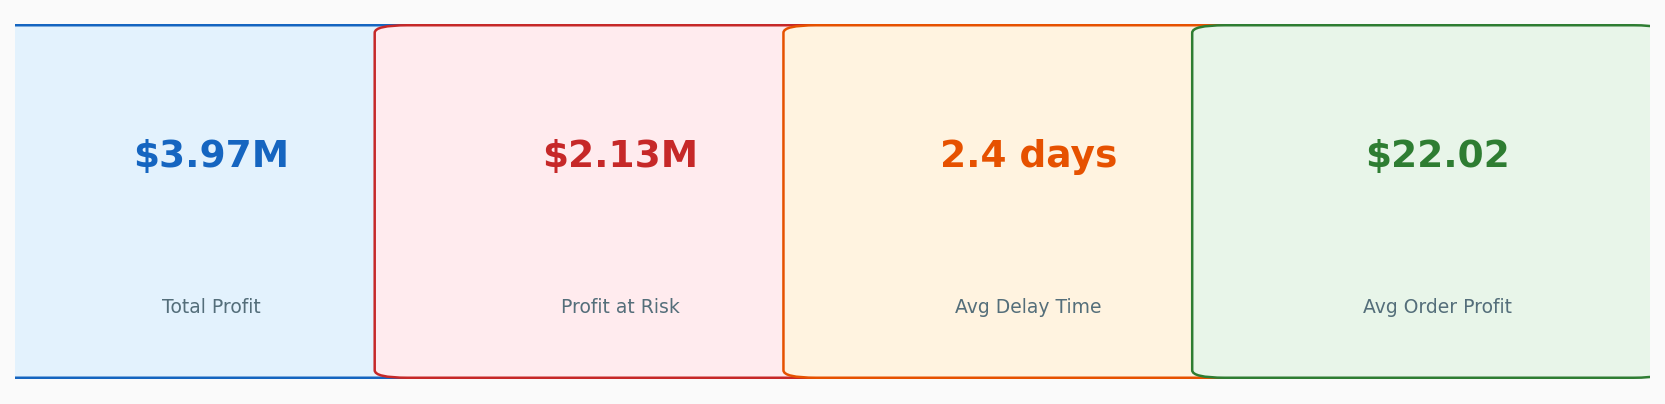 $3.97M
Total Profit
$2.13M
Profit at Risk
2.4 days
Avg Delay Time
$22.02
Avg Order Profit